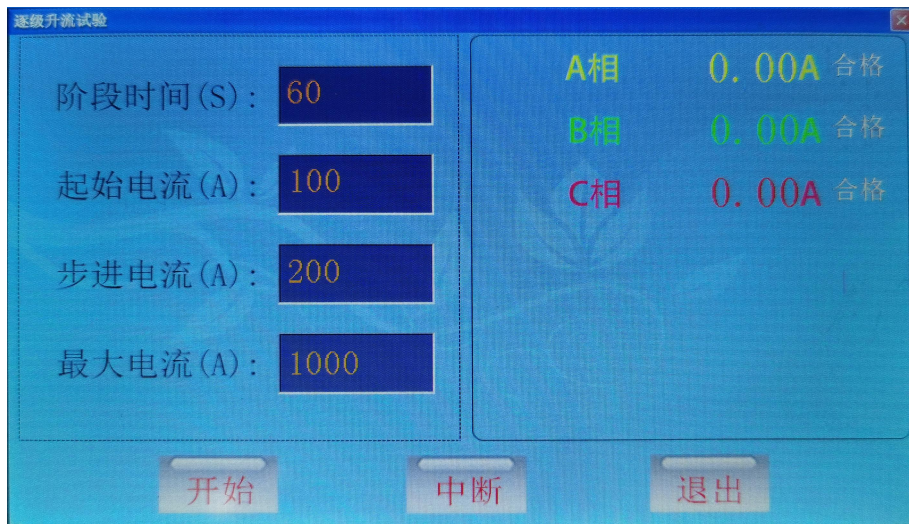 逐级升流试验
阶段时间(S): 60
起始电流(A): 100
步进电流(A): 200
最大电流(A): 1000
A相 0.00A 合格
B相 0.00A 合格
C相 0.00A 合格
开始 中断 退出